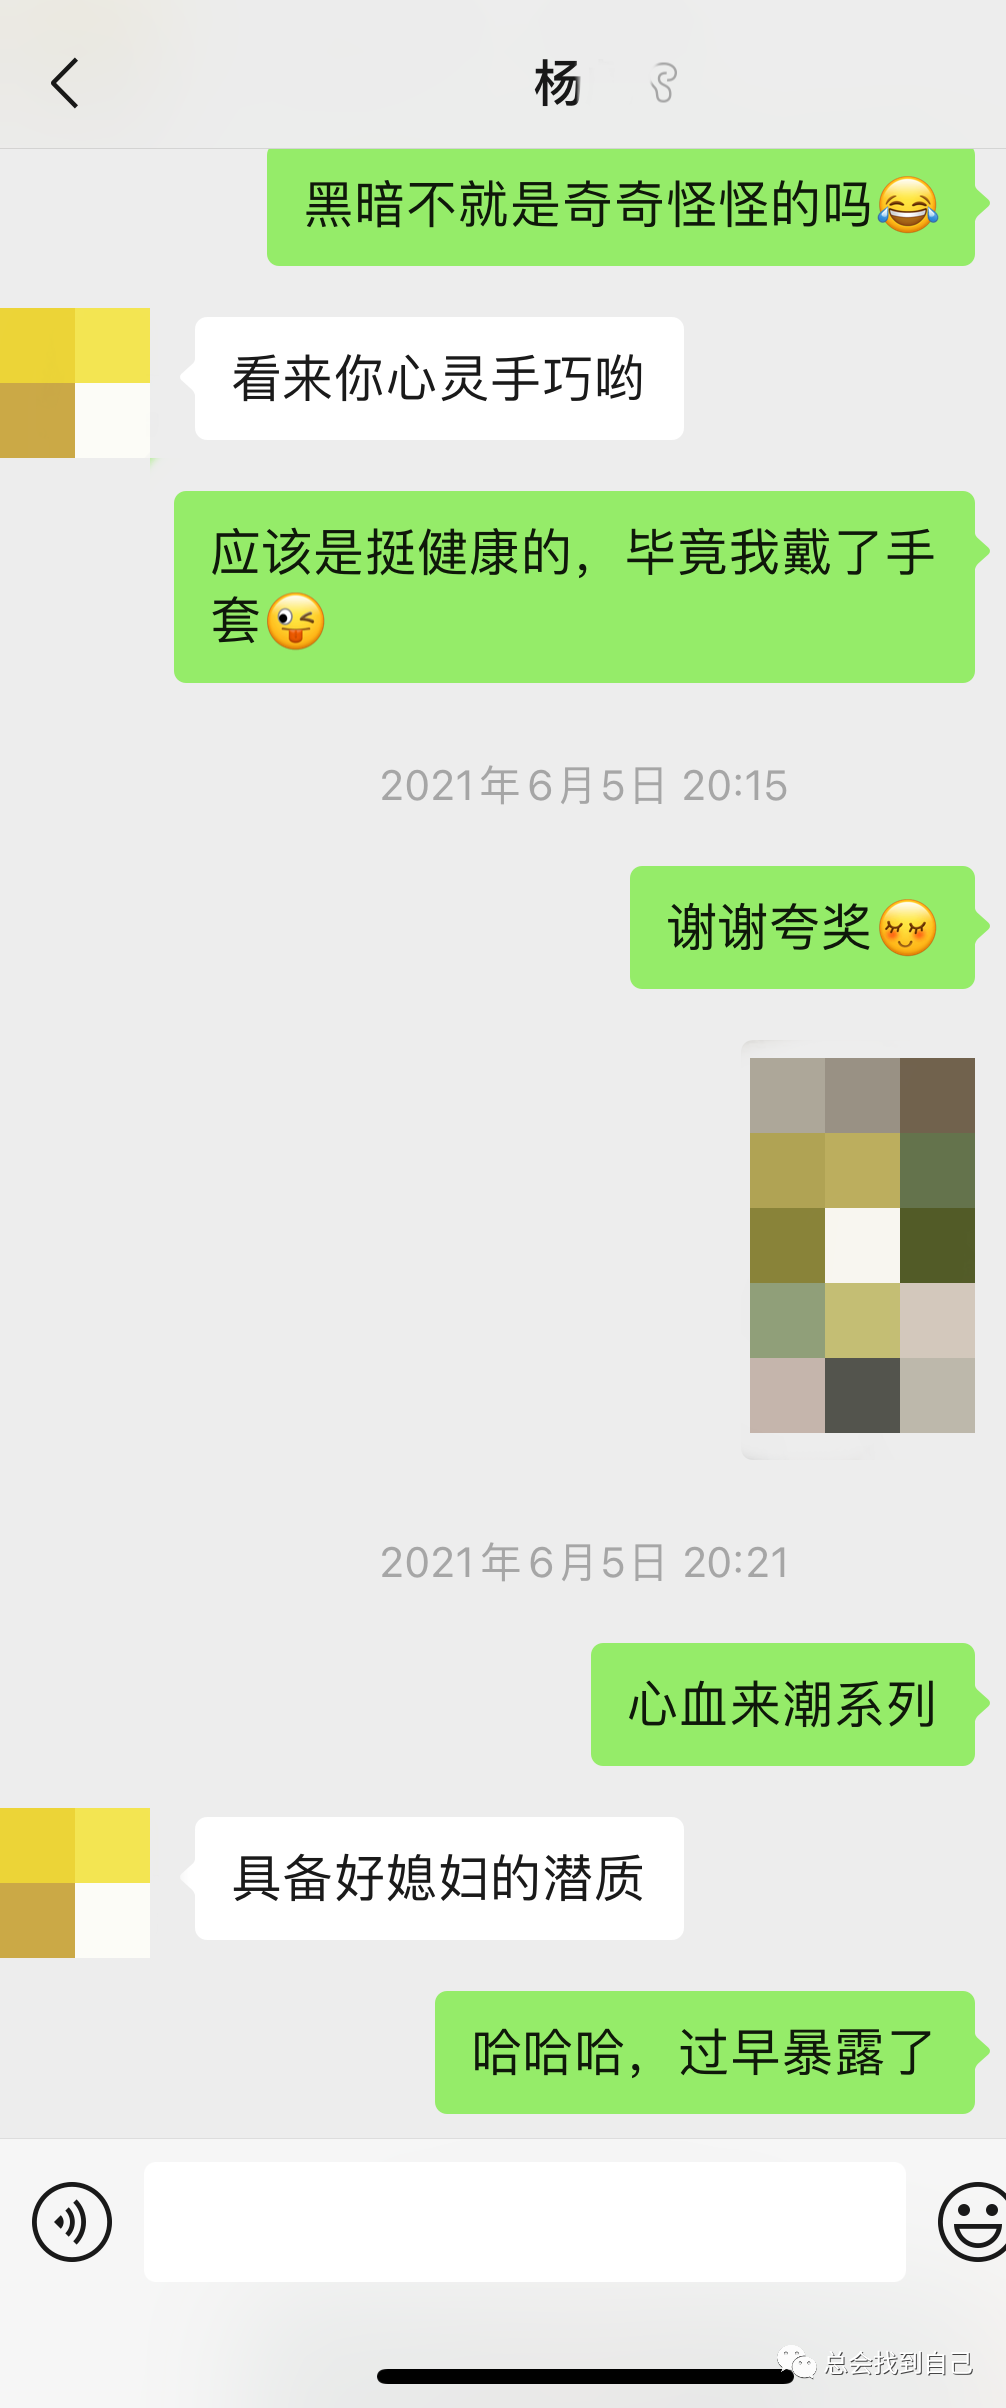 杨
黑暗不就是奇奇怪怪的吗😂
看来你心灵手巧哟
应该是挺健康的，毕竟我戴了手
套😜
2021年6月5日 20:15
谢谢夸奖😌
2021年6月5日 20:21
心血来潮系列
具备好媳妇的潜质
哈哈哈，过早暴露了
总会找到自己